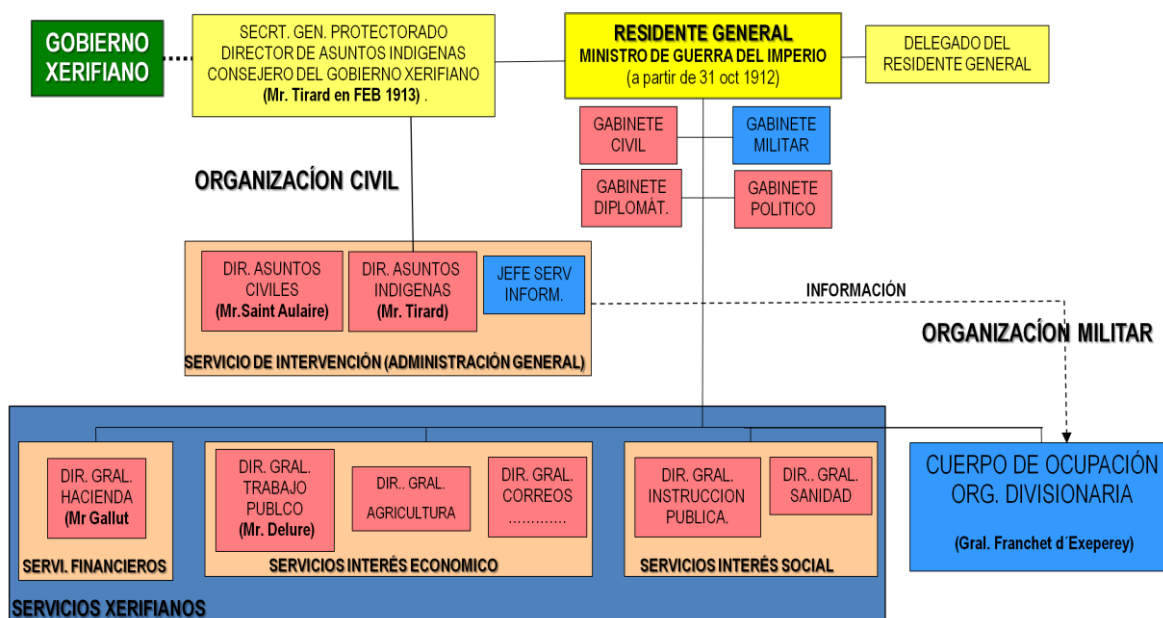 GOBIERNO
XERIFIANO
SECRT. GEN. PROTECTORADO
DIRECTOR DE ASUNTOS INDIGENAS
CONSEJERO DEL GOBIERNO XERIFIANO
(Mr. Tirard en FEB 1913) .
RESIDENTE GENERAL
MINISTRO DE GUERRA DEL IMPERIO
(a partir de 31 oct 1912)
DELEGADO DEL
RESIDENTE GENERAL
GABINETE
CIVIL
GABINETE
MILITAR
GABINETE
DIPLOMÁT.
GABINETE
POLITICO
ORGANIZACÍON CIVIL
DIR. ASUNTOS
CIVILES
(Mr.Saint Aulaire)
DIR. ASUNTOS
INDIGENAS
(Mr. Tirard)
JEFE SERV
INFORM.
SERVICIO DE INTERVENCIÓN (ADMINISTRACIÓN GENERAL)
INFORMACIÓN
ORGANIZACÍON MILITAR
DIR. GRAL.
HACIENDA
(Mr Gallut
SERVI. FINANCIEROS
DIR. GRAL.
TRABAJO
PUBLCO
(Mr. Delure)
DIR.. GRAL.
AGRICULTURA
DIR. GRAL.
CORREOS
.............
SERVICIOS INTERÉS ECONOMICO
DIR. GRAL.
INSTRUCCION
PUBLICA.
DIR.. GRAL.
SANIDAD
SERVICIOS INTERÉS SOCIAL
SERVICIOS XERIFIANOS
CUERPO DE OCUPACIÓN
ORG. DIVISIONARIA
(Gral. Franchet d´Exeperey)